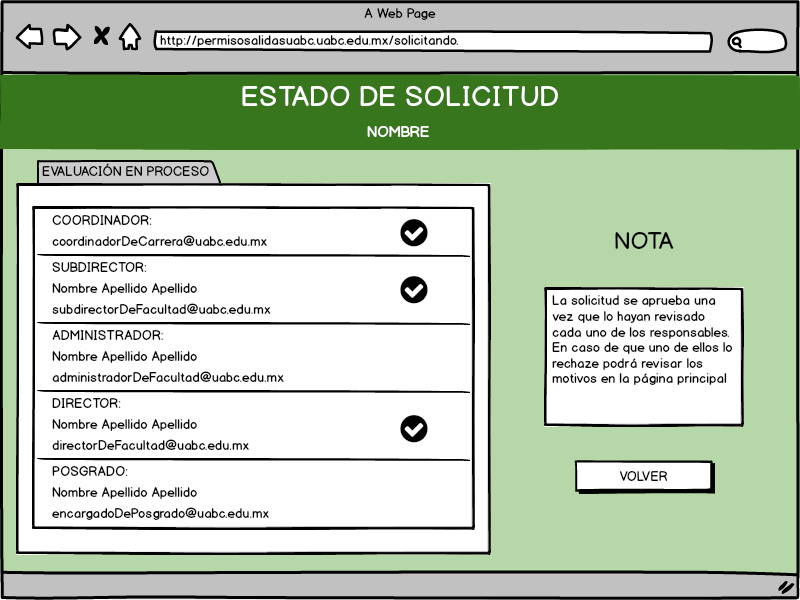 A Web Page
http://permisosalidasuabc.uabc.edu.mx/solicitando.
ESTADO DE SOLICITUD
NOMBRE
EVALUACIÓN EN PROCESO
COORDINADOR:
coordinadorDeCarrera@uabc.edu.mx
SUBDIRECTOR:
Nombre Apellido Apellido
subdirectorDeFacultad@uabc.edu.mx
ADMINISTRADOR:
Nombre Apellido Apellido
administradorDeFacultad@uabc.edu.mx
DIRECTOR:
Nombre Apellido Apellido
directorDeFacultad@uabc.edu.mx
POSGRADO:
Nombre Apellido Apellido
encargadoDePosgrado@uabc.edu.mx
NOTA
La solicitud se aprueba una
vez que lo hayan revisado
cada uno de los responsables.
En caso de que uno de ellos lo
rechaze podrá revisar los
motivos en la página principal
VOLVER